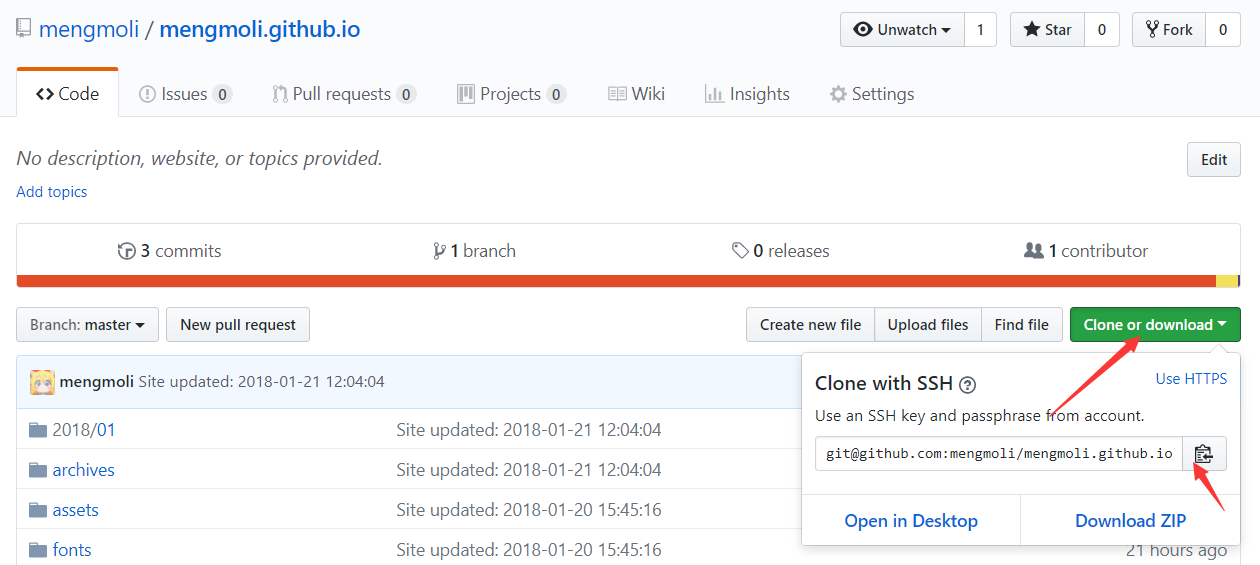 mengmoli / mengmoli.github.io
Unwatch 1 Star 0 Fork 0
Code Issues 0 Pull requests 0 Projects 0 Wiki Insights Settings
No description, website, or topics provided.
Edit
Add topics
3 commits 1 branch 0 releases 1 contributor
Branch: master New pull request Create new file Upload files Find file Clone or download
mengmoli Site updated: 2018-01-21 12:04:04
2018/01 Site updated: 2018-01-21 12:04:04
archives Site updated: 2018-01-21 12:04:04
assets Site updated: 2018-01-20 15:45:16
fonts Site updated: 2018-01-20 15:45:16
21 hours ago
Clone with SSH ? Use HTTPS
Use an SSH key and passphrase from account.
git@github.com:mengmoli/mengmoli.github.io
Open in Desktop Download ZIP